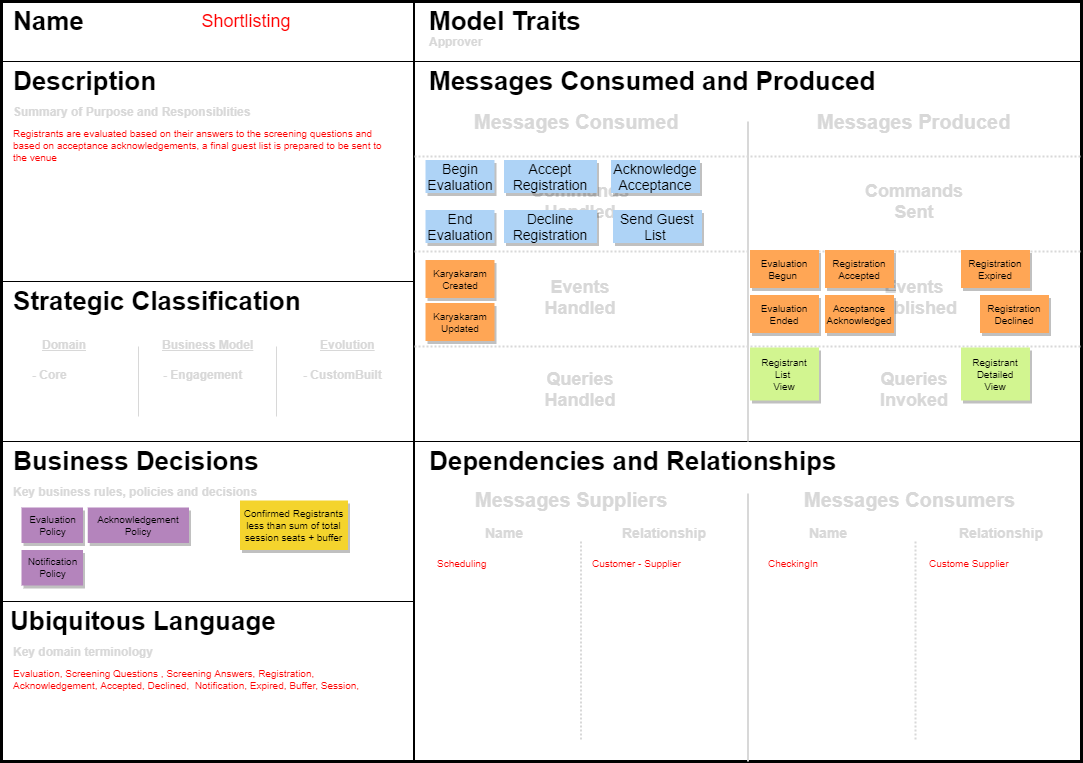 Name
Shortlisting
Description
Summary of Purpose and Responsiblities
Registrants are evaluated based on their answers to the screening questions and
based on acceptance acknowledgements, a final guest list is prepared to be sent to
the venue
Strategic Classification
Domain
Business Model
Evolution
- Core
- Engagement
- CustomBuilt
Business Decisions
Key business rules, policies and decisions
Evaluation
Policy
Acknowledgement
Policy
Confirmed Registrants
less than sum of total
session seats + buffer
Notification
Policy
Ubiquitous Language
Key domain terminology
Evaluation, Screening Questions , Screening Answers, Registration,
Acknowledgement, Accepted, Declined, Notification, Expired, Buffer, Session,
Model Traits
Approver
Messages Consumed and Produced
Messages Consumed
Messages Produced
Begin
Evaluation
Accept
Registration
Acknowledge
Acceptance
End
Evaluation
Decline
Registration
Send Guest
List
Commands
Handled
Commands
Sent
Karyakaram
Created
Karyakaram
Updated
Events
Handled
Evaluation
Begun
Registration
Accepted
Registration
Expired
Evaluation
Ended
Acceptance
Acknowledged
Registration
Declined
Events
blished
Queries
Handled
Registrant
List
View
Queries
Invoked
Registrant
Detailed
View
Dependencies and Relationships
Messages Suppliers
Messages Consumers
Name
Relationship
Name
Relationship
Scheduling
Customer - Supplier
CheckingIn
Custome Supplier